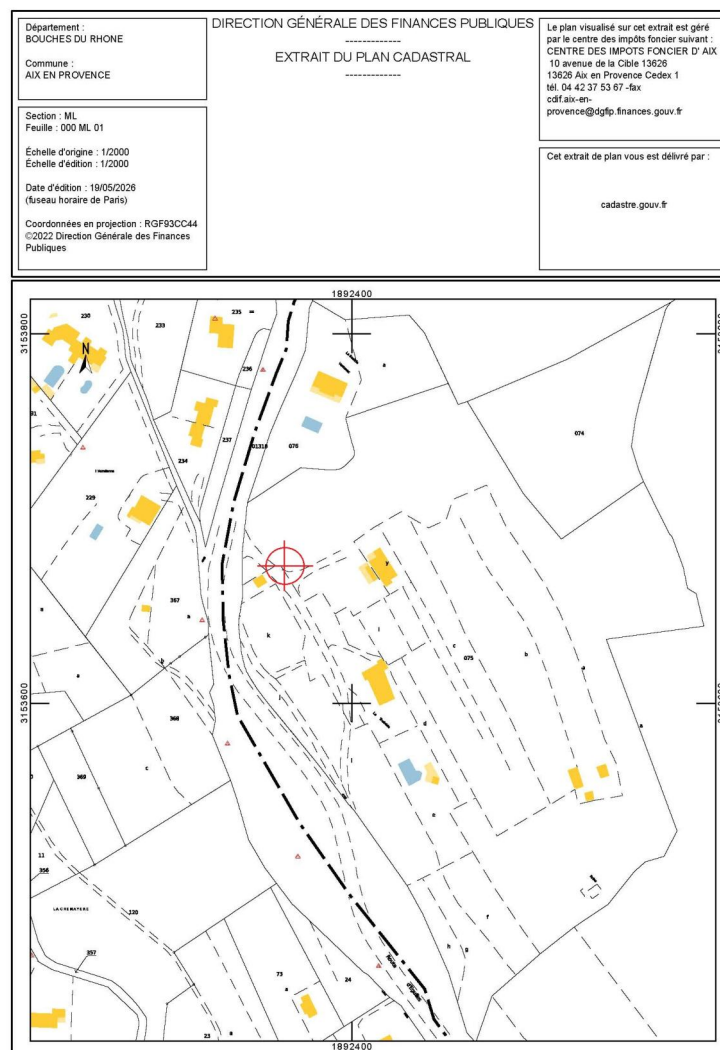 Département :
BOUCHES DU RHONE
Commune :
AIX EN PROVENCE
Section : ML
Feuille : 000 ML 01
Échelle d'origine : 1/2000
Échelle d'édition : 1/2000
Date d'édition : 19/05/2026
(fuseau horaire de Paris)
Coordonnées en projection : RGF93CC44
©2022 Direction Générale des Finances
Publiques
DIRECTION GÉNÉRALE DES FINANCES PUBLIQUES
-------------
EXTRAIT DU PLAN CADASTRAL
-------------
Le plan visualisé sur cet extrait est géré
par le centre des impôts foncier suivant :
CENTRE DES IMPOTS FONCIER D' AIX
10 avenue de la Cible 13626
13626 Aix en Provence Cedex 1
tél. 04 42 37 53 67 -fax
cdif.aix-en-
provence@dgfip.finances.gouv.fr
Cet extrait de plan vous est délivré par :
cadastre.gouv.fr
1892400
3153800
230
233
235
N
236
a
237
01316
076
074
234
229
367
a
k
y
l
c
075
b
a
a
3153600
368
369
c
d
e
11
356
LA CREMADE
120
357
f
h
g
73
a
24
23
a
1892400